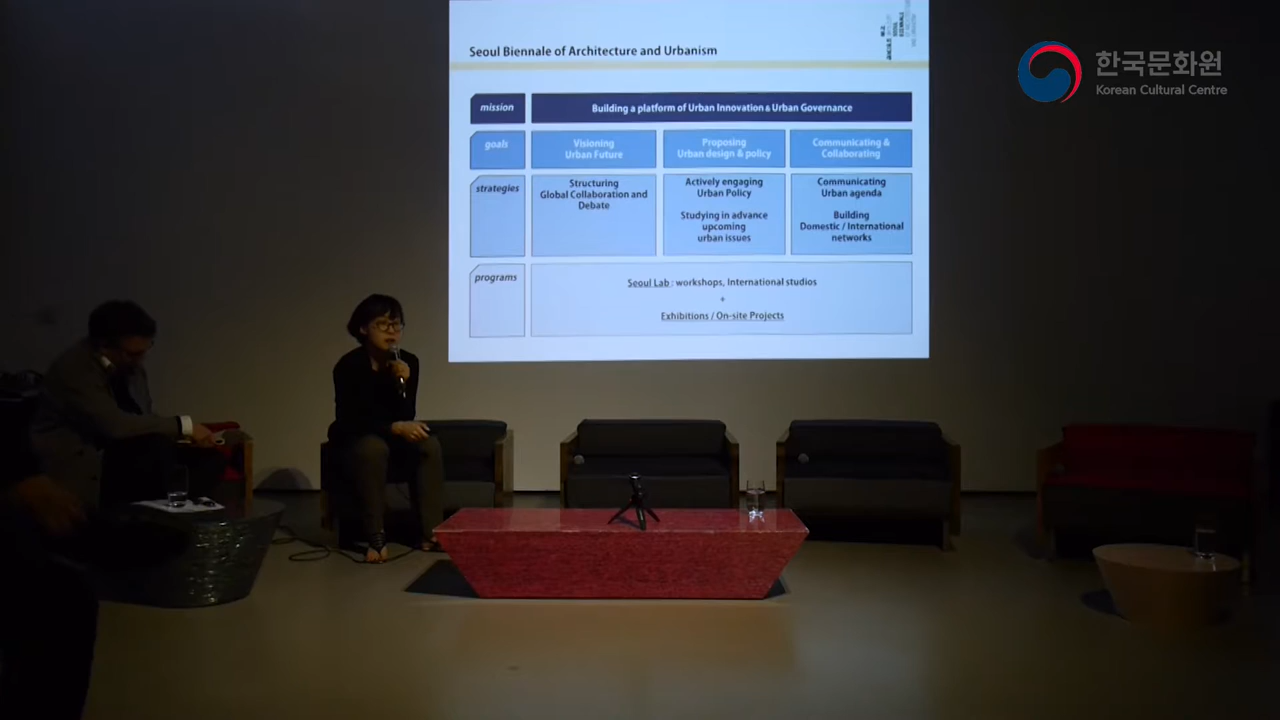 Seoul Biennale of Architecture and Urbanism
한국문화원
Korean Cultural Centre
mission
Building a platform of Urban Innovation & Urban Governance
goals
Visioning
Urban Future
Proposing
Urban design & policy
Communicating &
Collaborating
strategies
Structuring
Global Collaboration and
Debate
Actively engaging
Urban Policy
Studying in advance
upcoming
urban issues
Communicating
Urban agenda
Building
Domestic / International
networks
programs
Seoul Lab : workshops, International studios
+
Exhibitions / On-site Projects